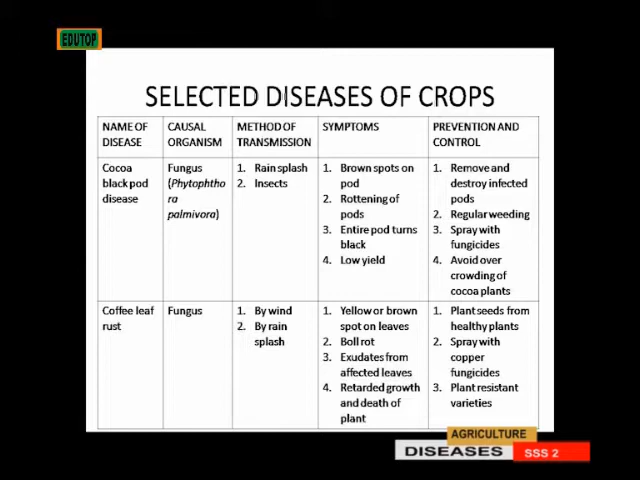 EDUTOP
SELECTED DISEASES OF CROPS
NAME OF
DISEASE
CAUSAL
ORGANISM
METHOD OF
TRANSMISSION
SYMPTOMS
PREVENTION AND
CONTROL
Cocoa
black pod
disease
Fungus
(Phytophtho
ra
palmivora)
1. Rain splash
2. Insects
1. Brown spots on
pod
2. Rottening of
pods
3. Entire pod turns
black
4. Low yield
1. Remove and
destroy infected
pods
2. Regular weeding
3. Spray with
fungicides
4. Avoid over
crowding of
cocoa plants
Coffee leaf
rust
Fungus
1. By wind
2. By rain
splash
1. Yellow or brown
spot on leaves
2. Boll rot
3. Exudates from
affected leaves
4. Retarded growth
and death of
plant
1. Plant seeds from
healthy plants
2. Spray with
copper
fungicides
3. Plant resistant
varieties
AGRICULTURE
DISEASES SSS 2